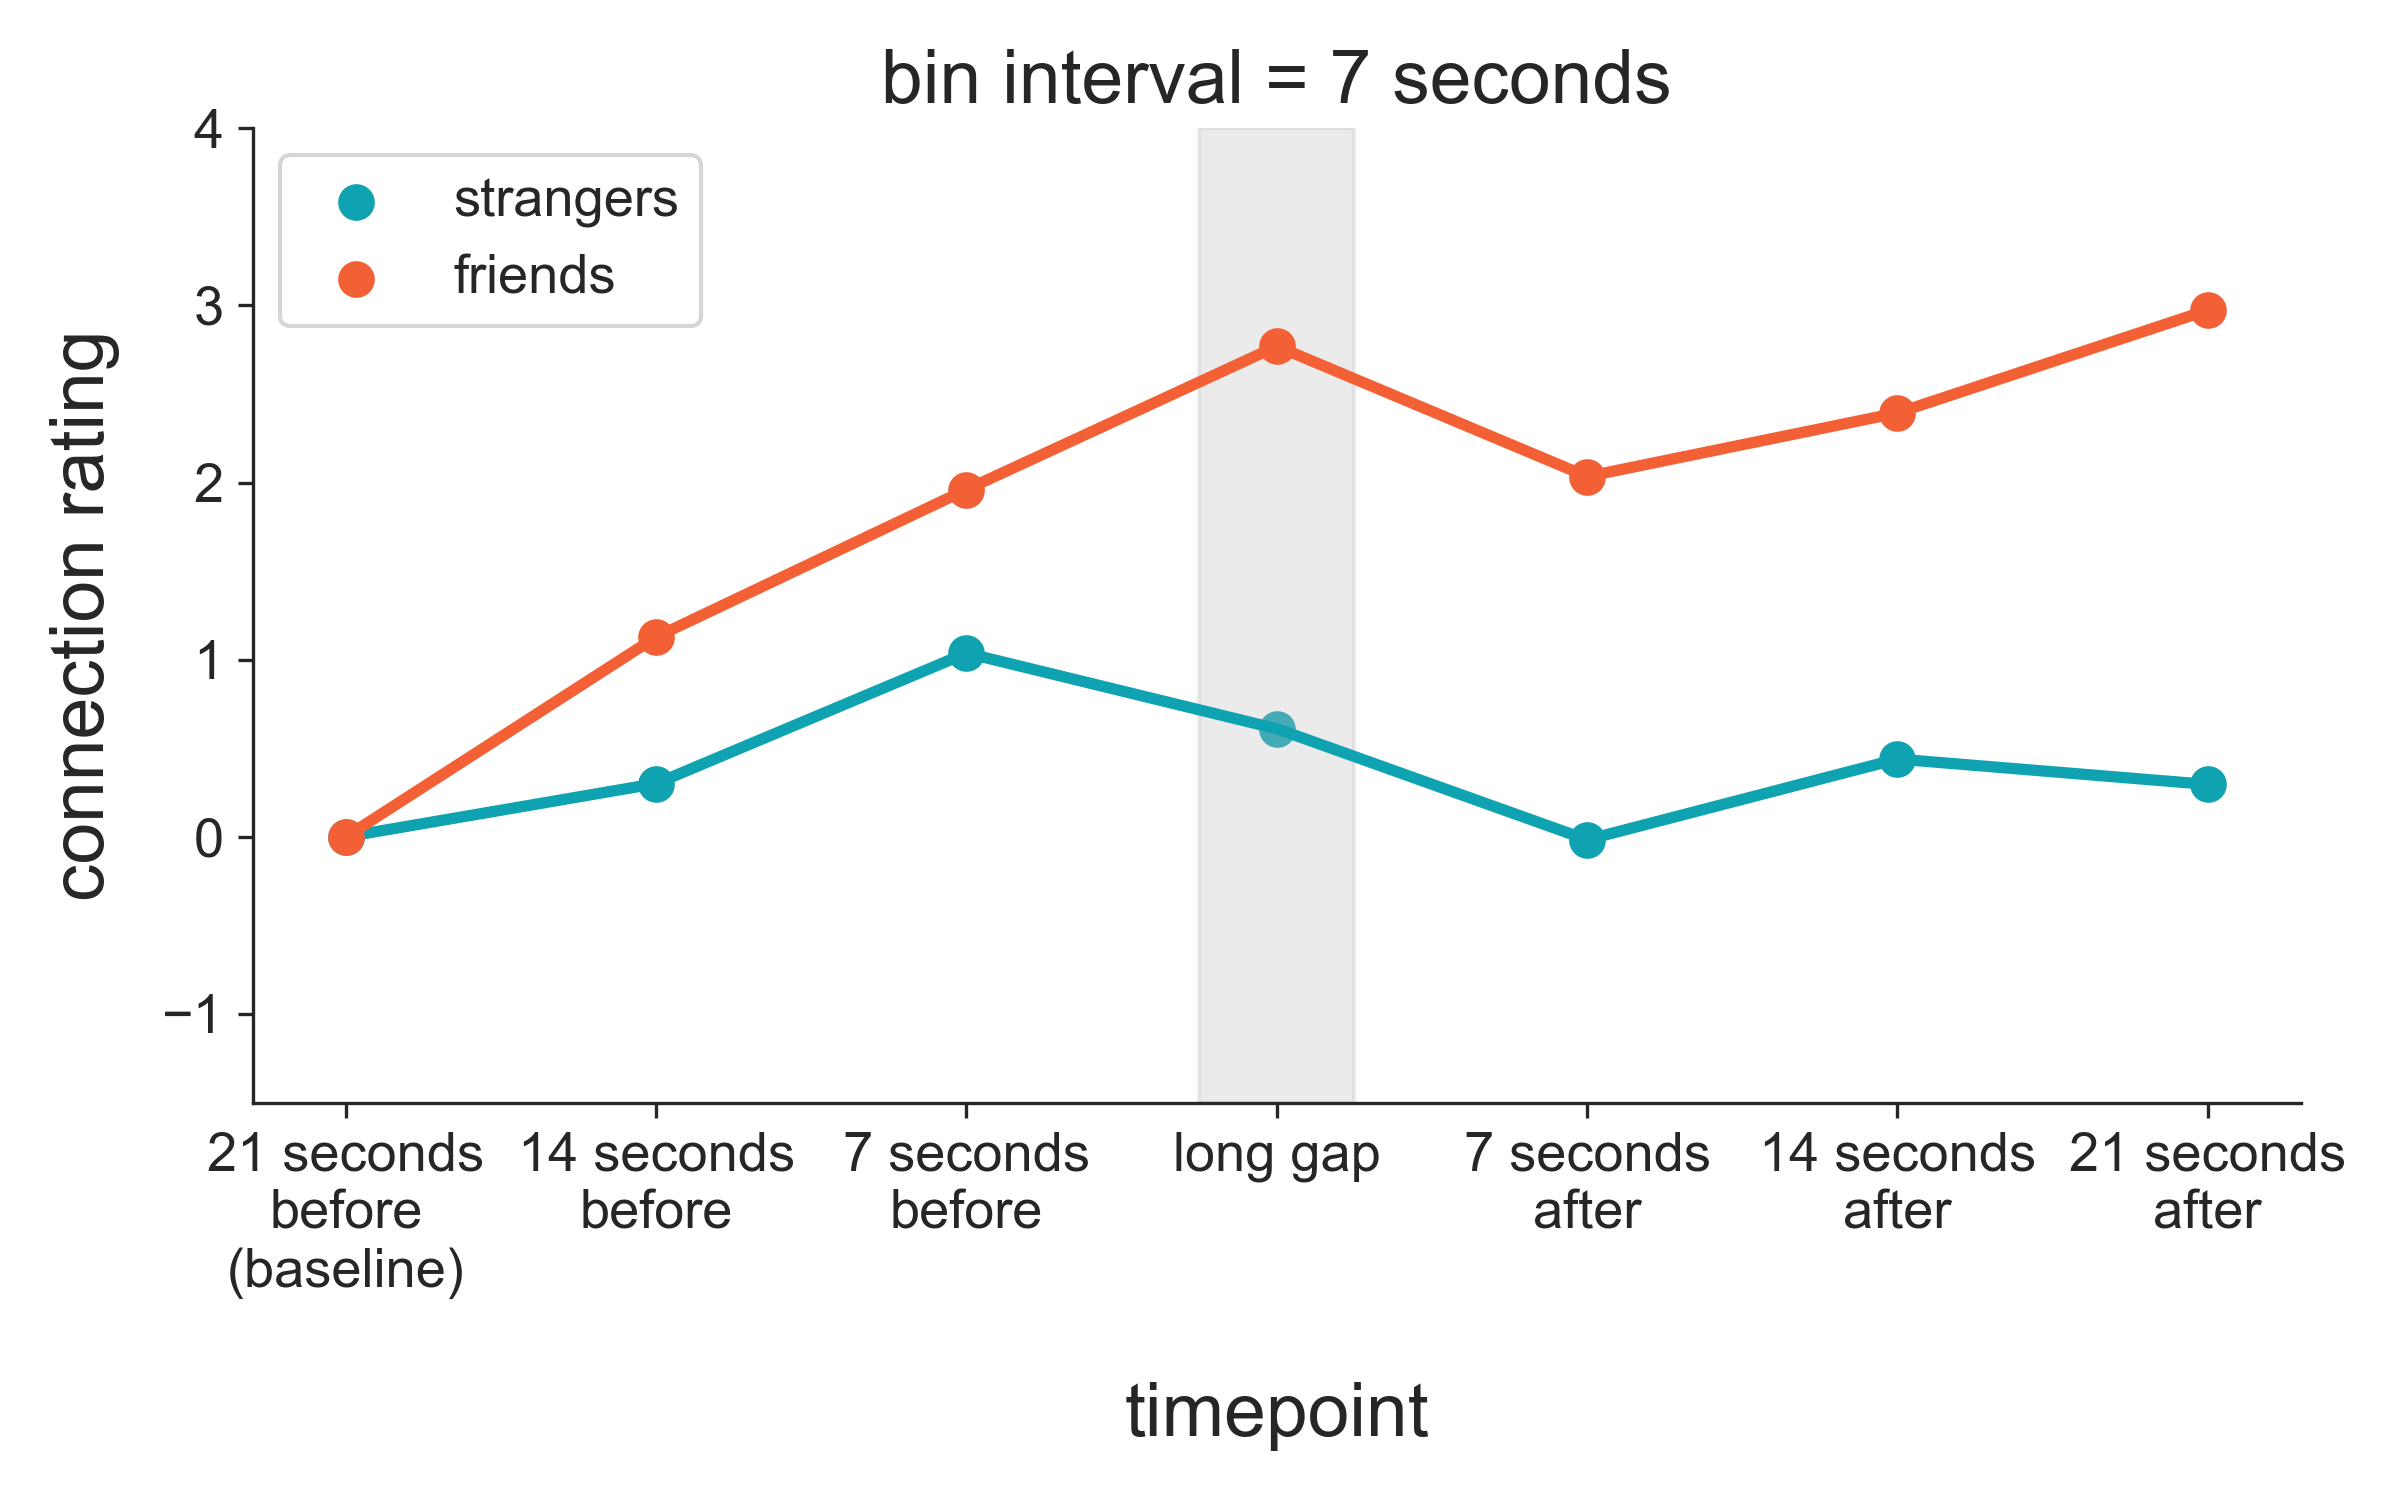 bin interval = 7 seconds
4
3
2
1
0
−1
connection rating
strangers
friends
21 seconds
before
(baseline)
14 seconds
before
7 seconds
before
long gap
7 seconds
after
14 seconds
after
21 seconds
after
timepoint